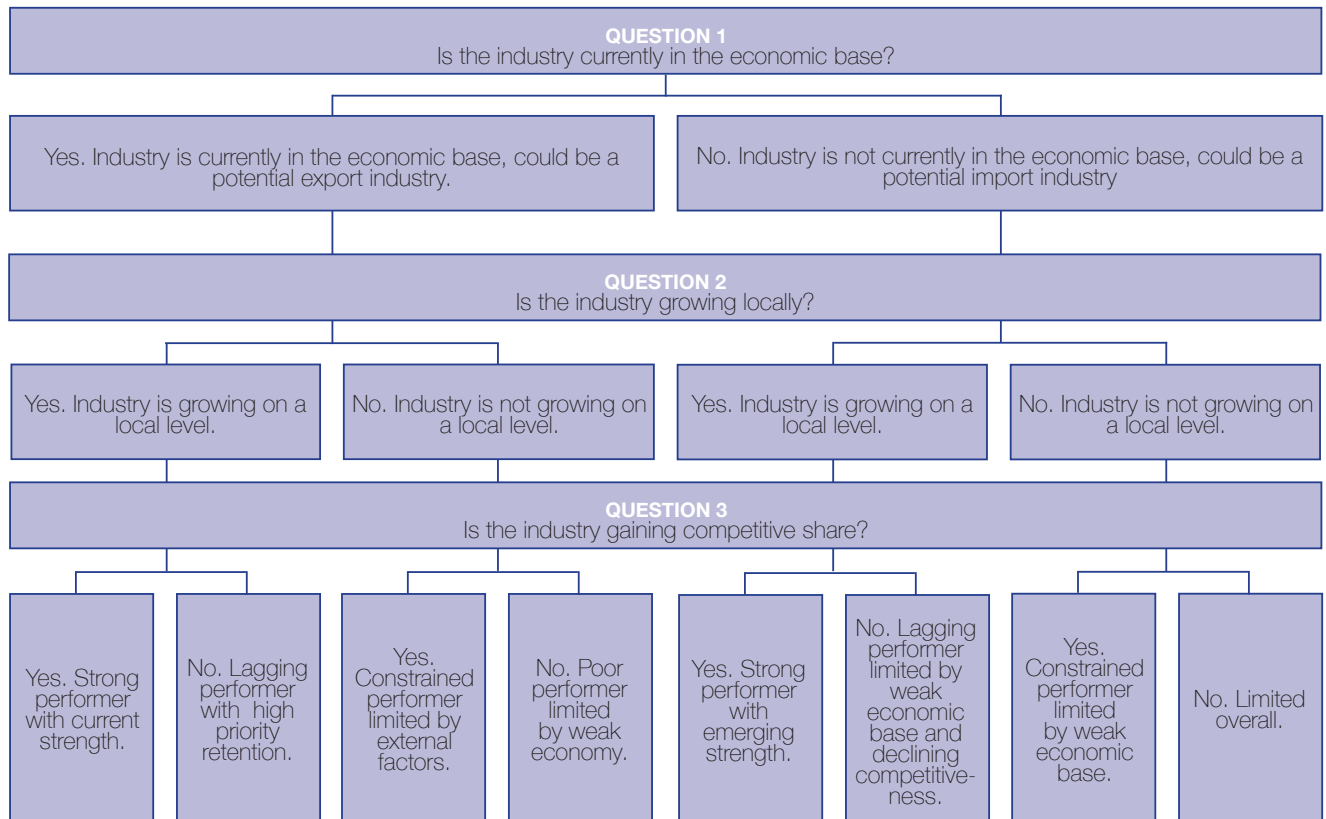 QUESTION 1
Is the industry currently in the economic base?
Yes. Industry is currently in the economic base, could be a
potential export industry.
No. Industry is not currently in the economic base, could be a
potential import industry
QUESTION 2
Is the industry growing locally?
Yes. Industry is growing on a
local level.
No. Industry is not growing on
a local level.
Yes. Industry is growing on a
local level.
No. Industry is not growing on
a local level.
QUESTION 3
Is the industry gaining competitive share?
Yes. Strong
performer
with current
strength.
No. Lagging
performer
with high
priority
retention.
Yes.
Constrained
performer
limited by
external
factors.
No. Poor
performer
limited
by weak
economy.
Yes. Strong
performer
with
emerging
strength.
No. Lagging
performer
limited by
weak
economic
base and
declining
competitive-
ness.
Yes.
Constrained
performer
limited
by weak
economic
base.
No. Limited
overall.